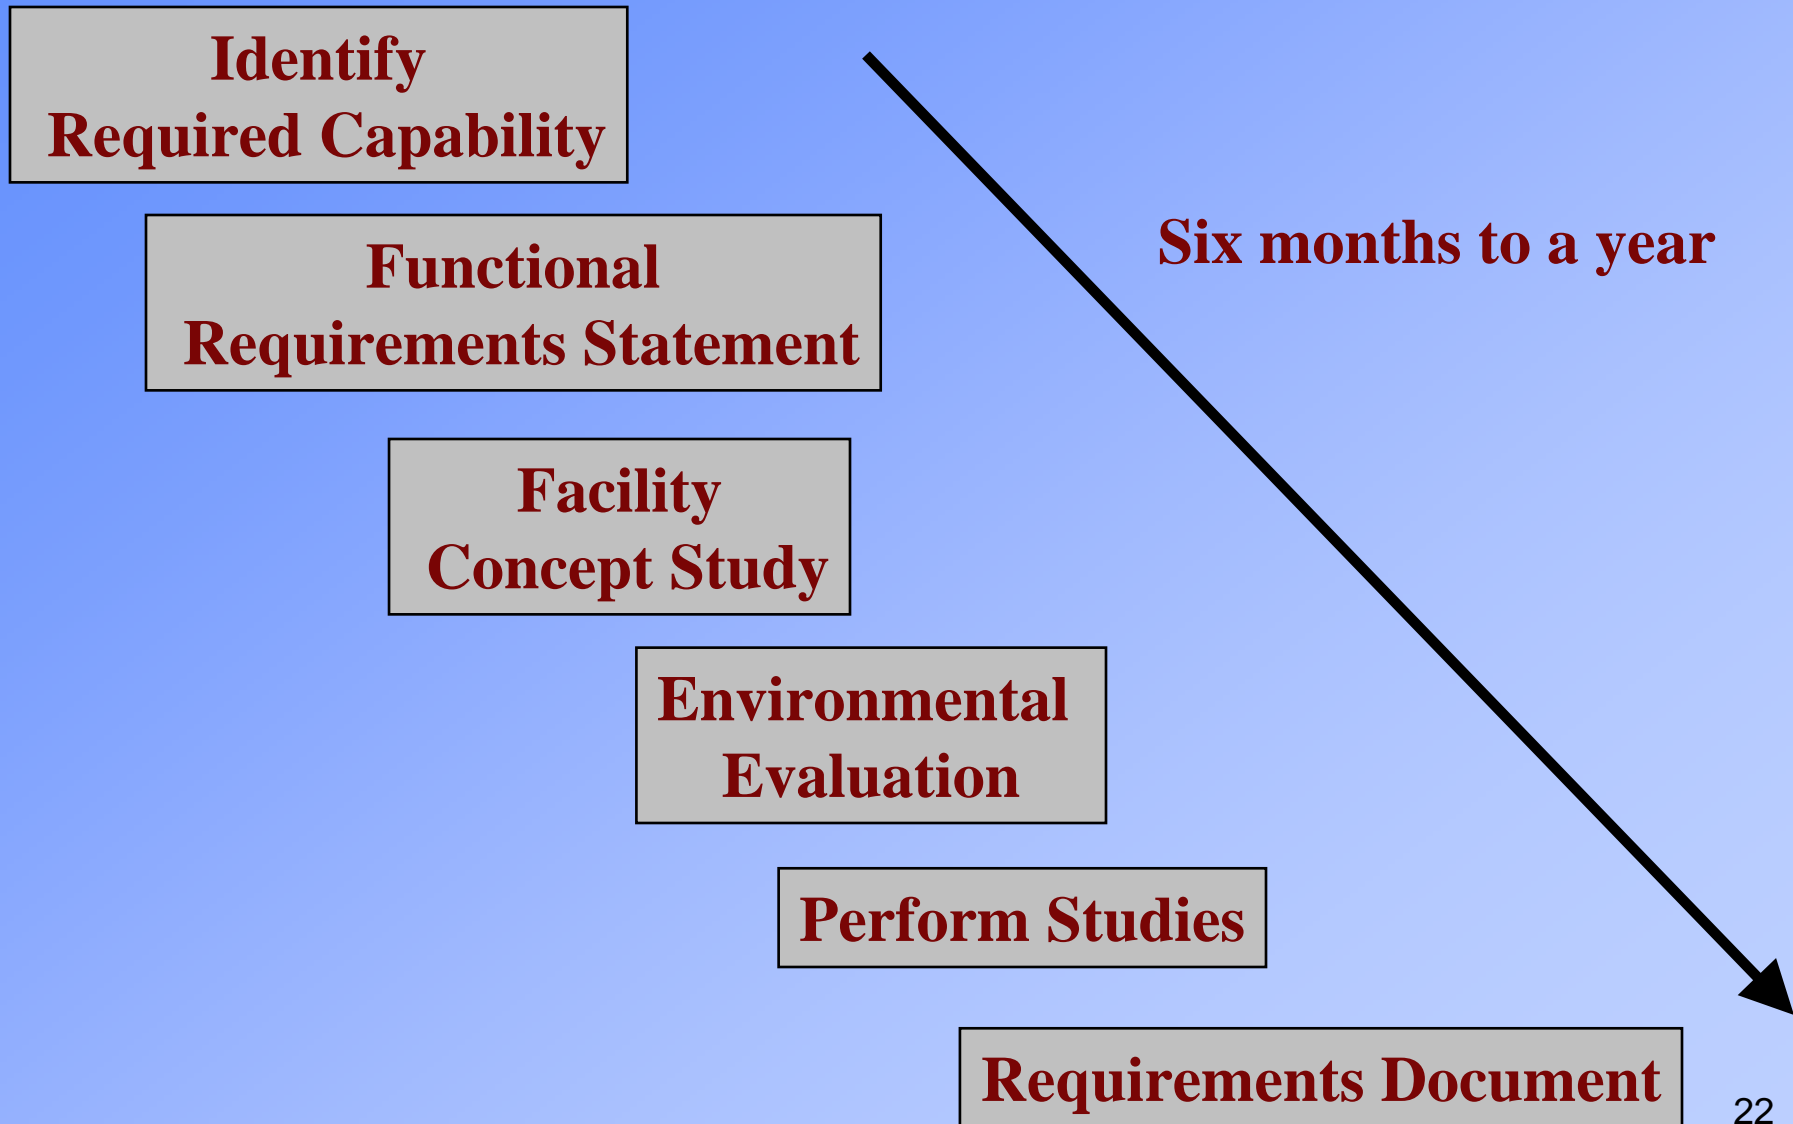 Identify
Required Capability
Six months to a year
Functional
Requirements Statement
Facility
Concept Study
Environmental
Evaluation
Perform Studies
Requirements Document
22